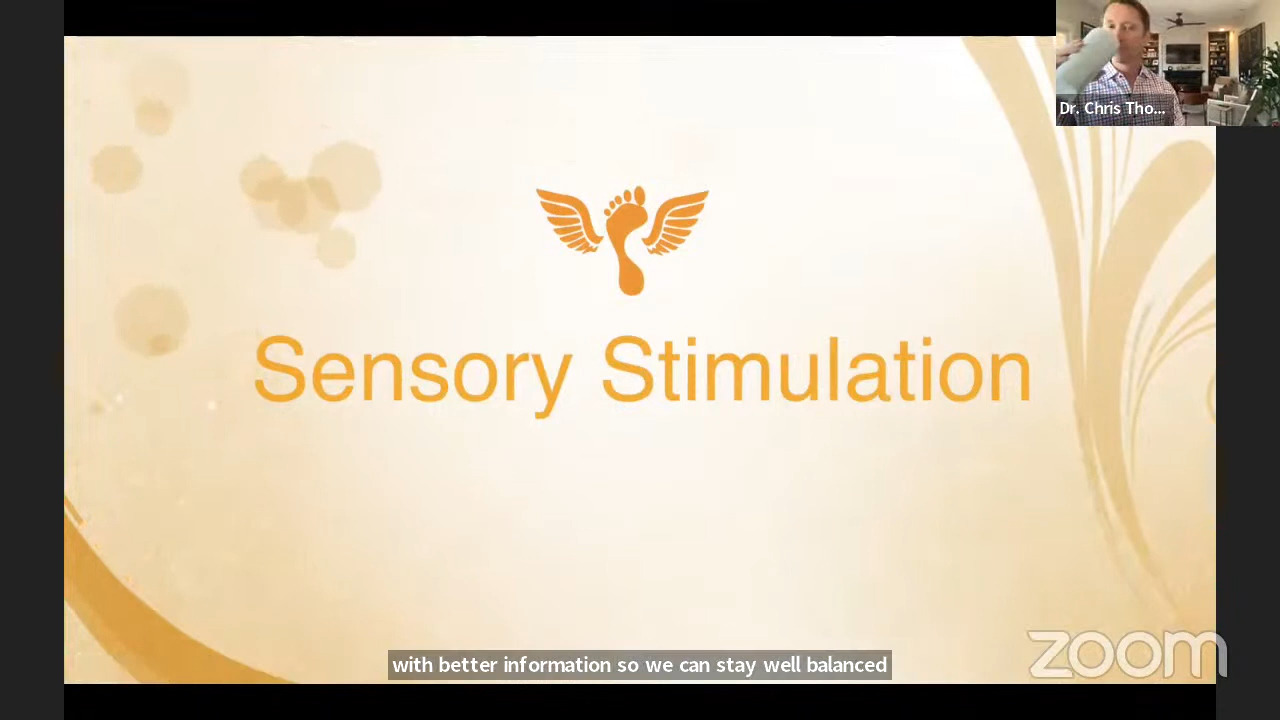 Dr. Chris Tho...
Sensory Stimulation
with better information so we can stay well balanced
zoom